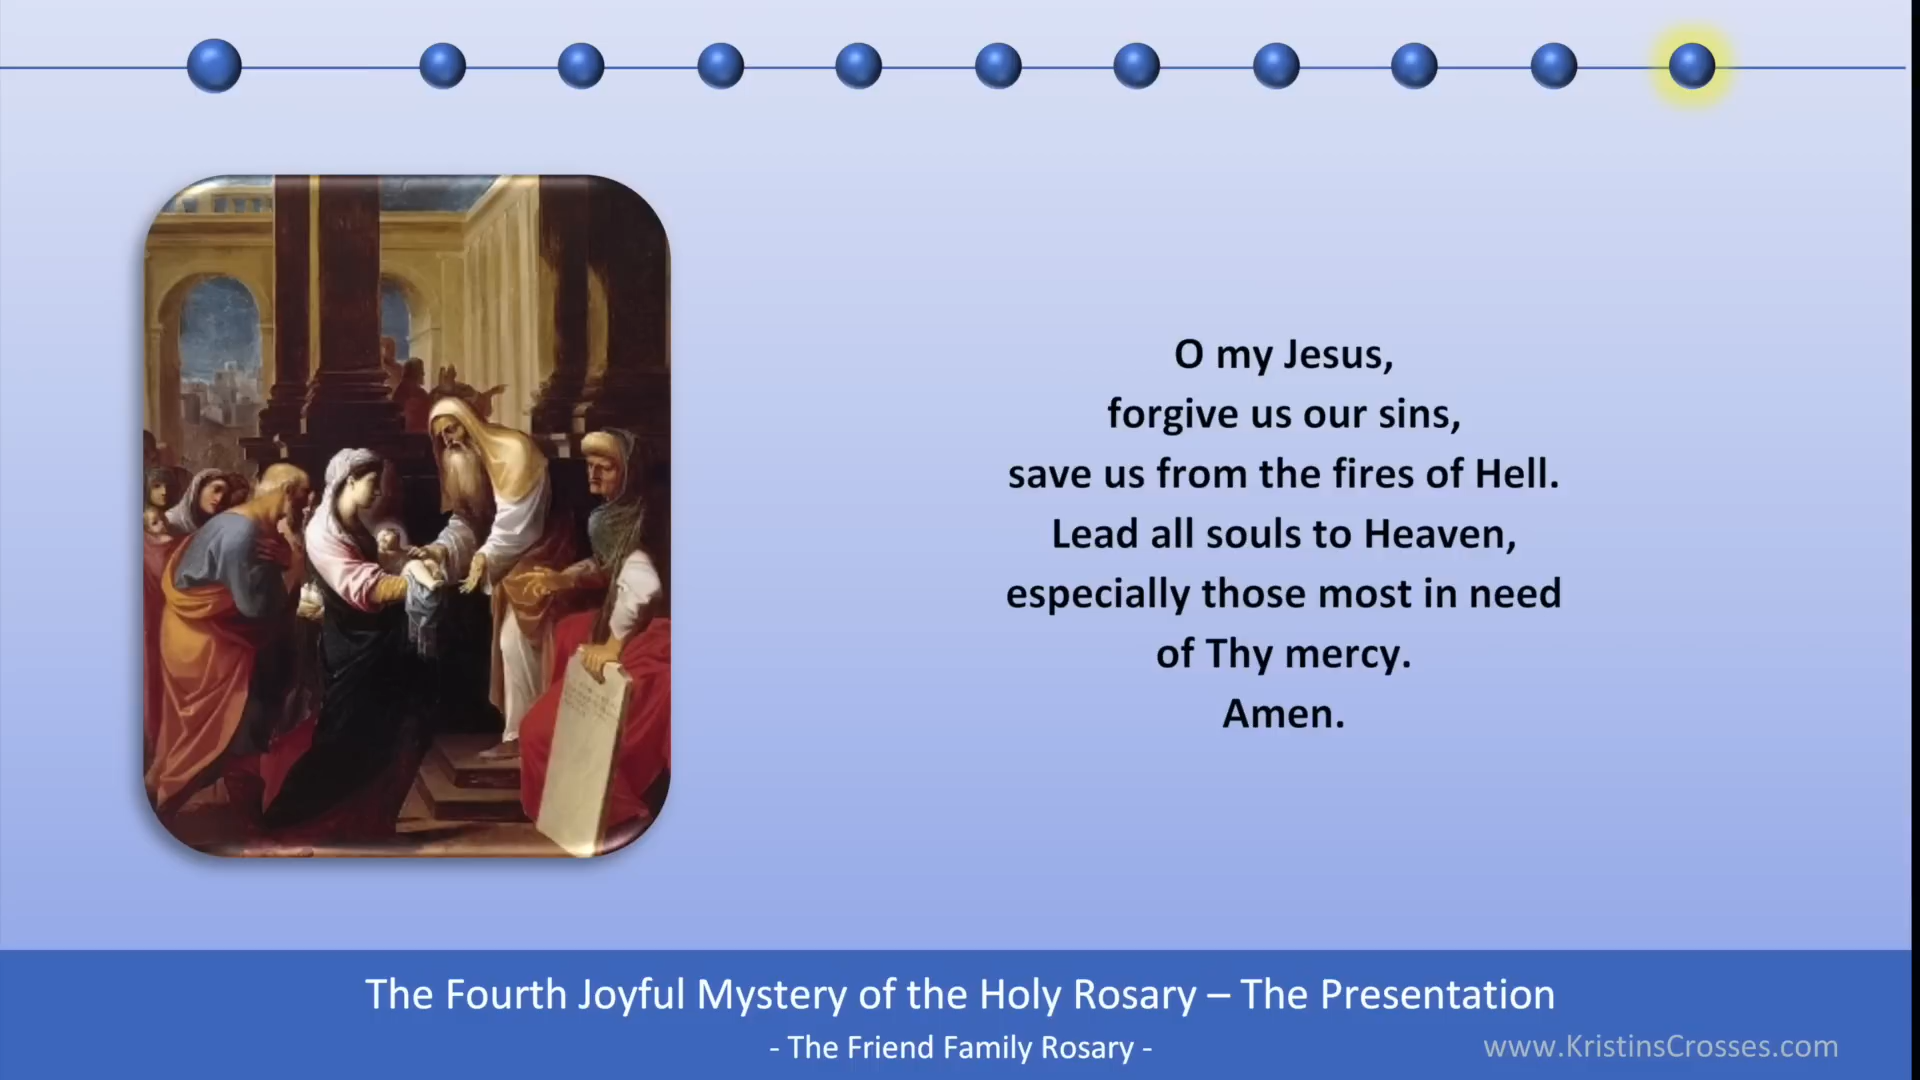 O my Jesus,
forgive us our sins,
save us from the fires of Hell.
Lead all souls to Heaven,
especially those most in need
of Thy mercy.
Amen.
The Fourth Joyful Mystery of the Holy Rosary – The Presentation
- The Friend Family Rosary -
www.KristinsCrosses.com